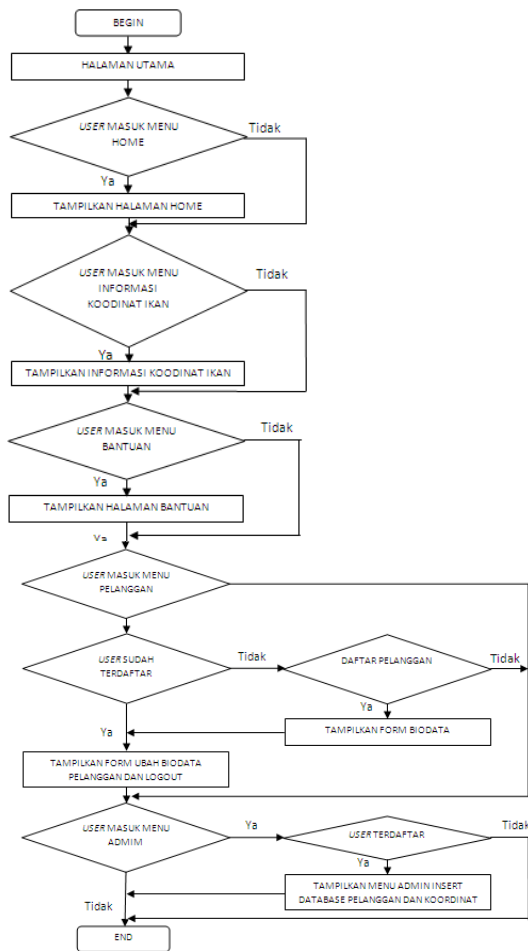 BEGIN
HALAMAN UTAMA
USER MASUK MENU
HOME
Tidak
Ya
TAMPILKAN HALAMAN HOME
USER MASUK MENU
INFORMASI
KOODINAT IKAN
Tidak
Ya
TAMPILKAN INFORMASI KOODINAT IKAN
USER MASUK MENU
BANTUAN
Tidak
Ya
TAMPILKAN HALAMAN BANTUAN
Ya
USER MASUK MENU
PELANGGAN
USER SUDAH
TERDAFTAR
Tidak
DAFTAR PELANGGAN
Tidak
Ya
TAMPILKAN FORM BIODATA
Ya
TAMPILKAN FORM UBAH BIODATA
PELANGGAN DAN LOGOUT
USER MASUK MENU
ADMIM
Ya
USER TERDAFTAR
Tidak
Ya
TAMPILKAN MENU ADMIN INSERT
DATABASE PELANGGAN DAN KOORDINAT
Tidak
END